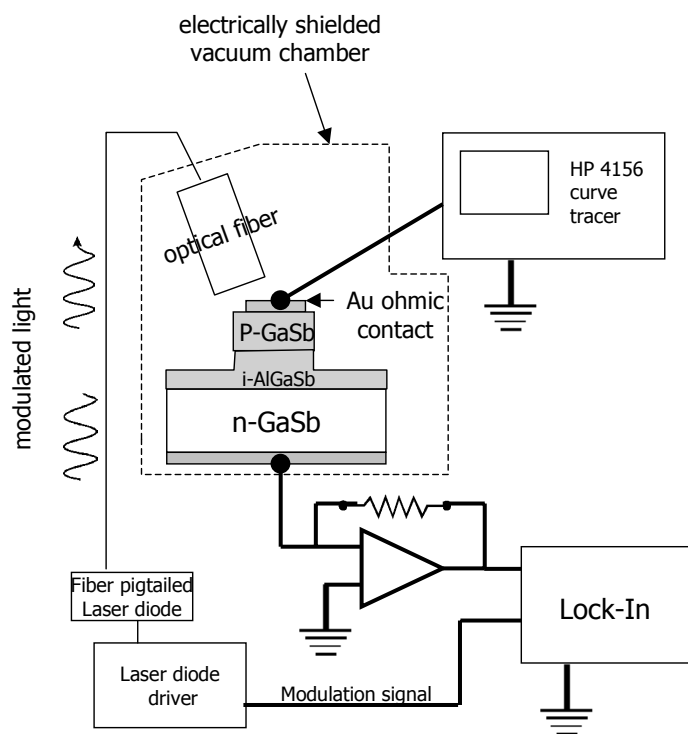 electrically shielded
vacuum chamber
HP 4156
curve
tracer
optical fiber
modulated light
Au ohmic
contact
P-GaSb
i-AlGaSb
n-GaSb
Fiber pigtailed
Laser diode
Lock-In
Laser diode
driver
Modulation signal